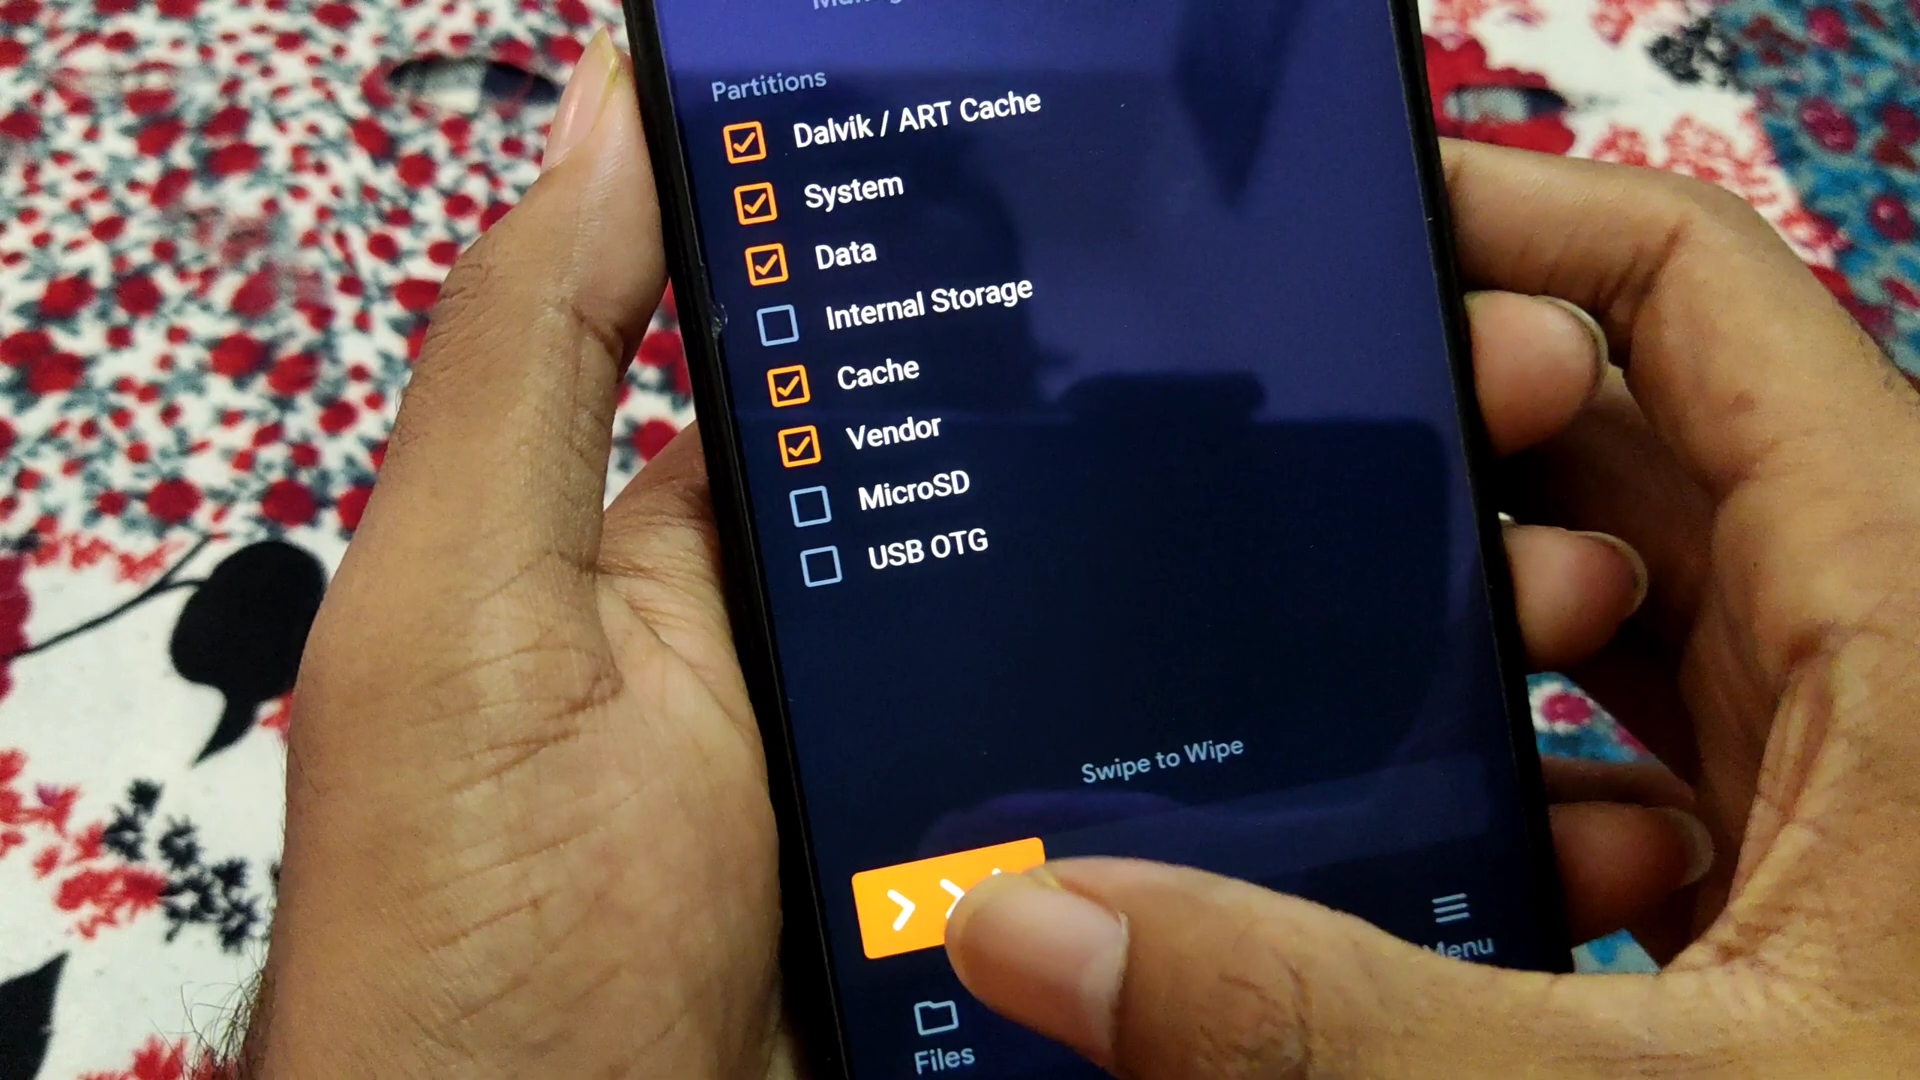 Partitions
Dalvik / ART Cache
System
Data
Internal Storage
Cache
Vendor
MicroSD
USB OTG
Swipe to Wipe
Menu
Files